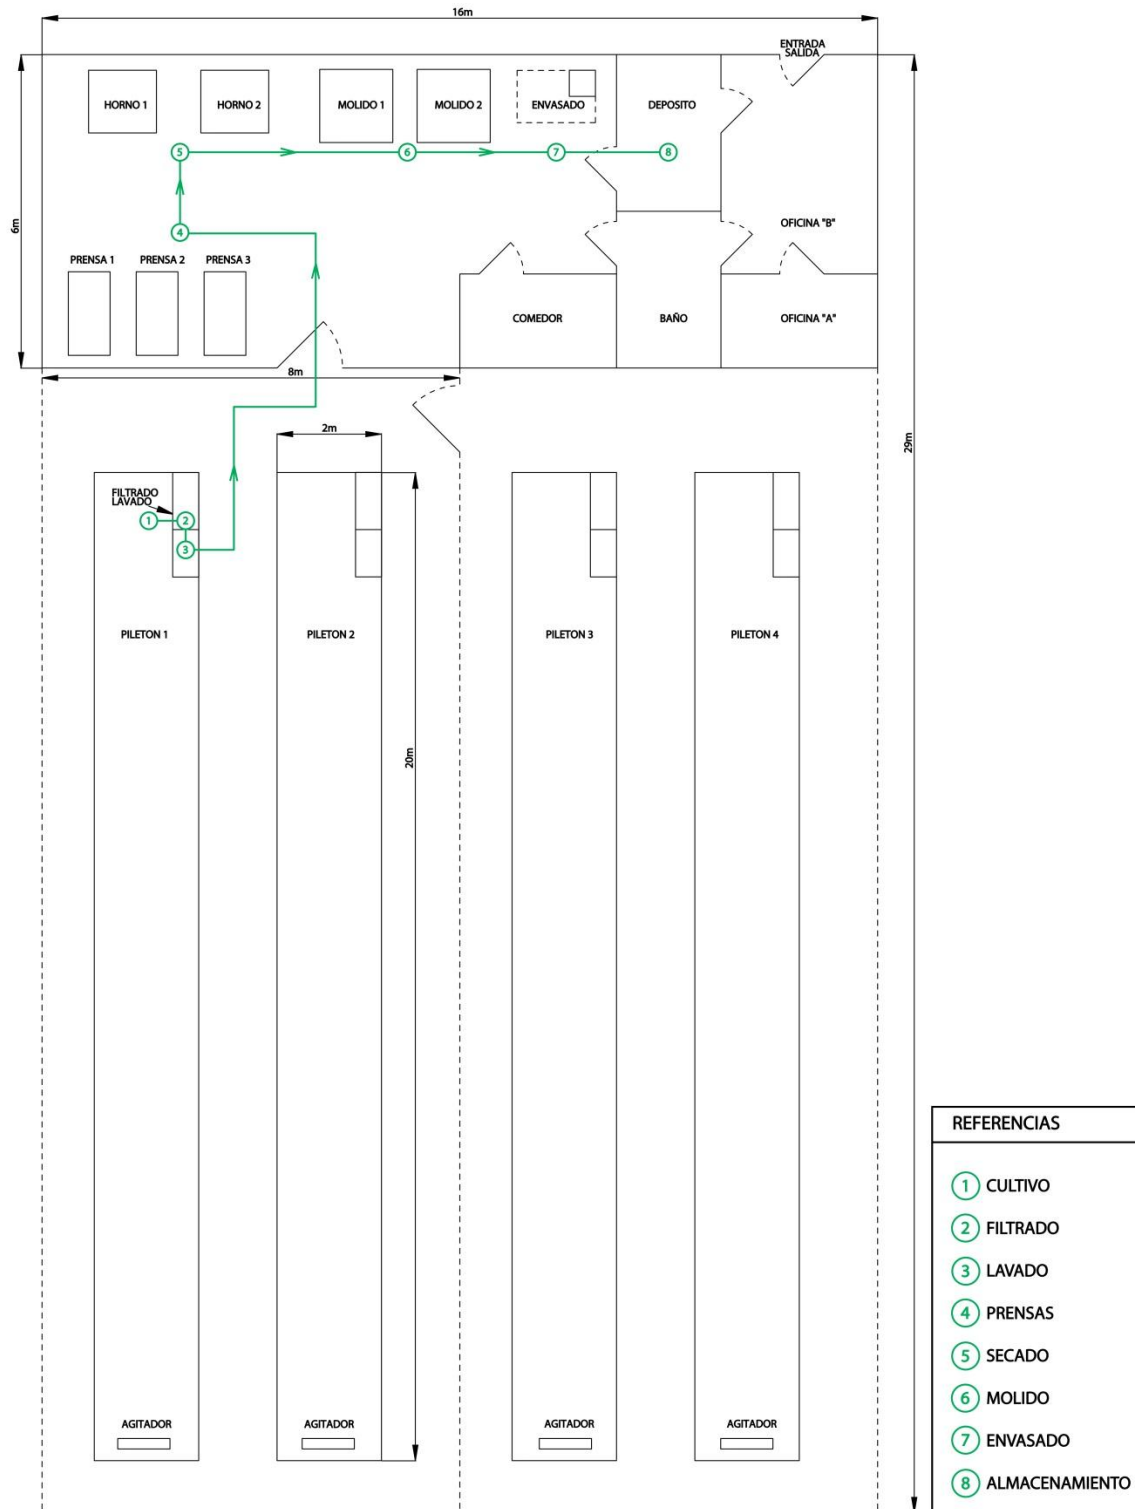 16m
ENTRADA
SALIDA
HORNO 1
HORNO 2
MOLIDO 1
MOLIDO 2
ENVASADO
DEPOSITO
5
6
7
8
6m
4
OFICINA "B"
PRENSA 1
PRENSA 2
PRENSA 3
COMEDOR
BAÑO
OFICINA "A"
8m
2m
29m
FILTRADO
LAVADO
1
2
3
PILETON 1
PILETON 2
PILETON 3
PILETON 4
20m
AGITADOR
AGITADOR
AGITADOR
AGITADOR
REFERENCIAS
1 CULTIVO
2 FILTRADO
3 LAVADO
4 PRENSAS
5 SECADO
6 MOLIDO
7 ENVASADO
8 ALMACENAMIENTO